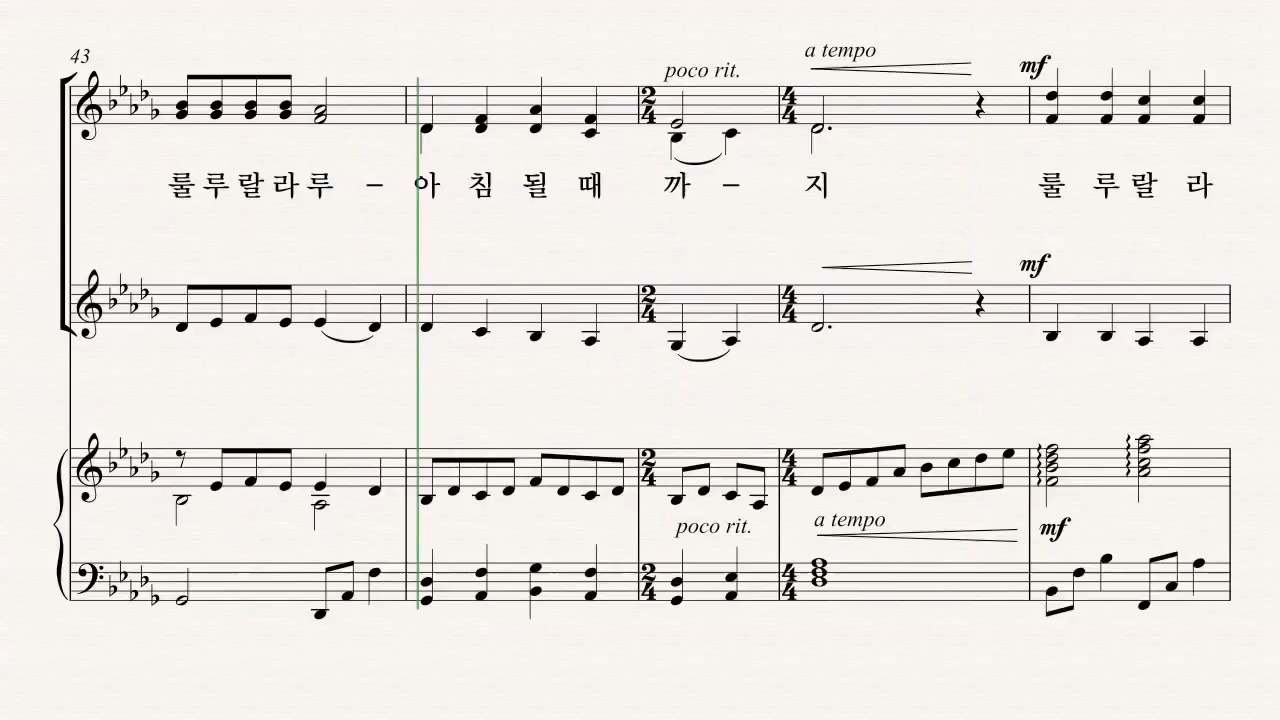 43
poco rit.
a tempo
mf
룰 루 랄 라 루 – 아 침 될 때 까 – 지 룰 루 랄 라
mf
poco rit.
a tempo
mf